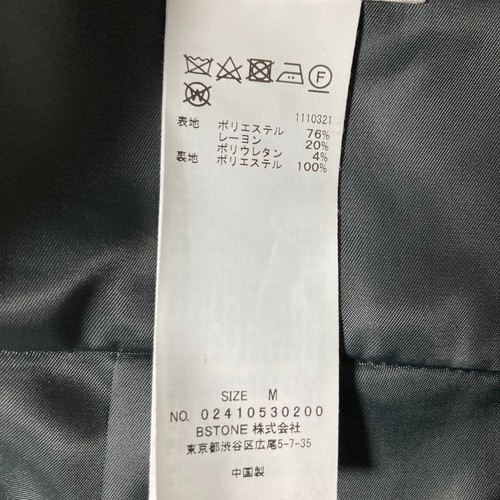 F
W
表地 1110321
ポリエステル 76%
レーヨン 20%
ポリウレタン 4%
裏地 ポリエステル 100%
SIZE M
NO. 02410530200
BSTONE 株式会社
東京都渋谷区広尾5-7-35
中国製